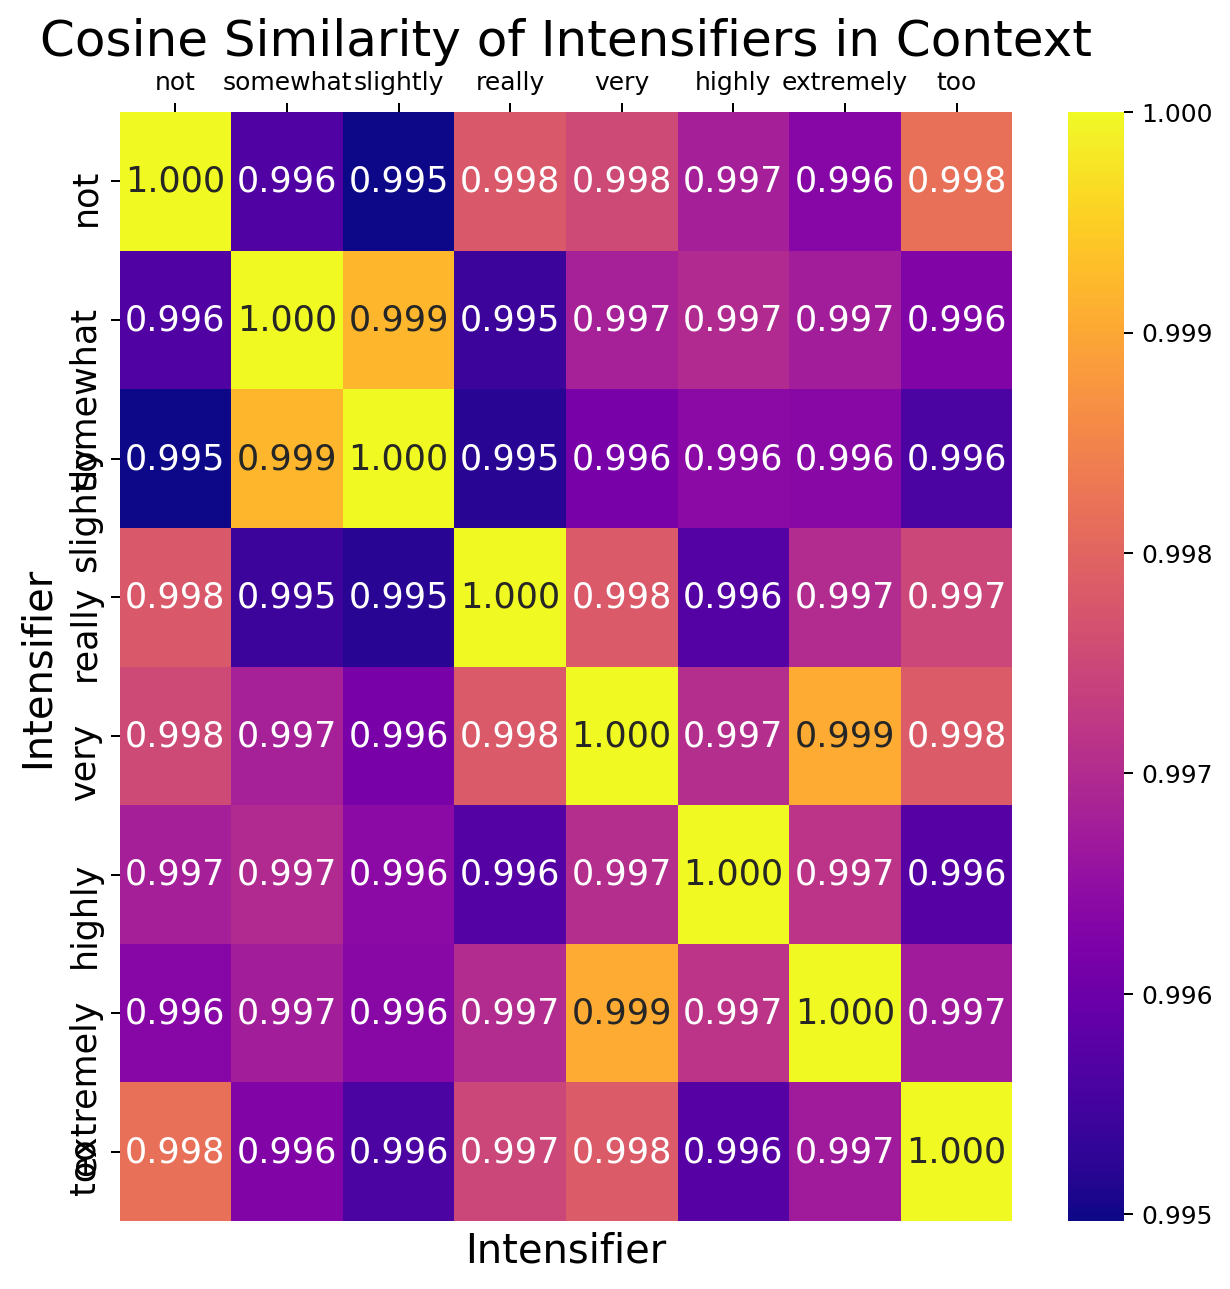 Cosine Similarity of Intensifiers in Context
not somewhat slightly really very highly extremely too
not 1.000 0.996 0.995 0.998 0.998 0.997 0.996 0.998
somewhat 0.996 1.000 0.999 0.995 0.997 0.997 0.997 0.996
slightly 0.995 0.999 1.000 0.995 0.996 0.996 0.996 0.996
really 0.998 0.995 0.995 1.000 0.998 0.996 0.997 0.997
very 0.998 0.997 0.996 0.998 1.000 0.997 0.999 0.998
highly 0.997 0.997 0.996 0.996 0.997 1.000 0.997 0.996
extremely 0.996 0.997 0.996 0.997 0.999 0.997 1.000 0.997
too 0.998 0.996 0.996 0.997 0.998 0.996 0.997 1.000
Intensifier
Intensifier
1.000
0.999
0.998
0.997
0.996
0.995